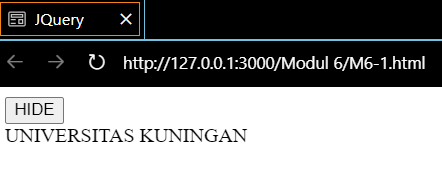 JQuery
http://127.0.0.1:3000/Modul 6/M6-1.html
HIDE
UNIVERSITAS KUNINGAN